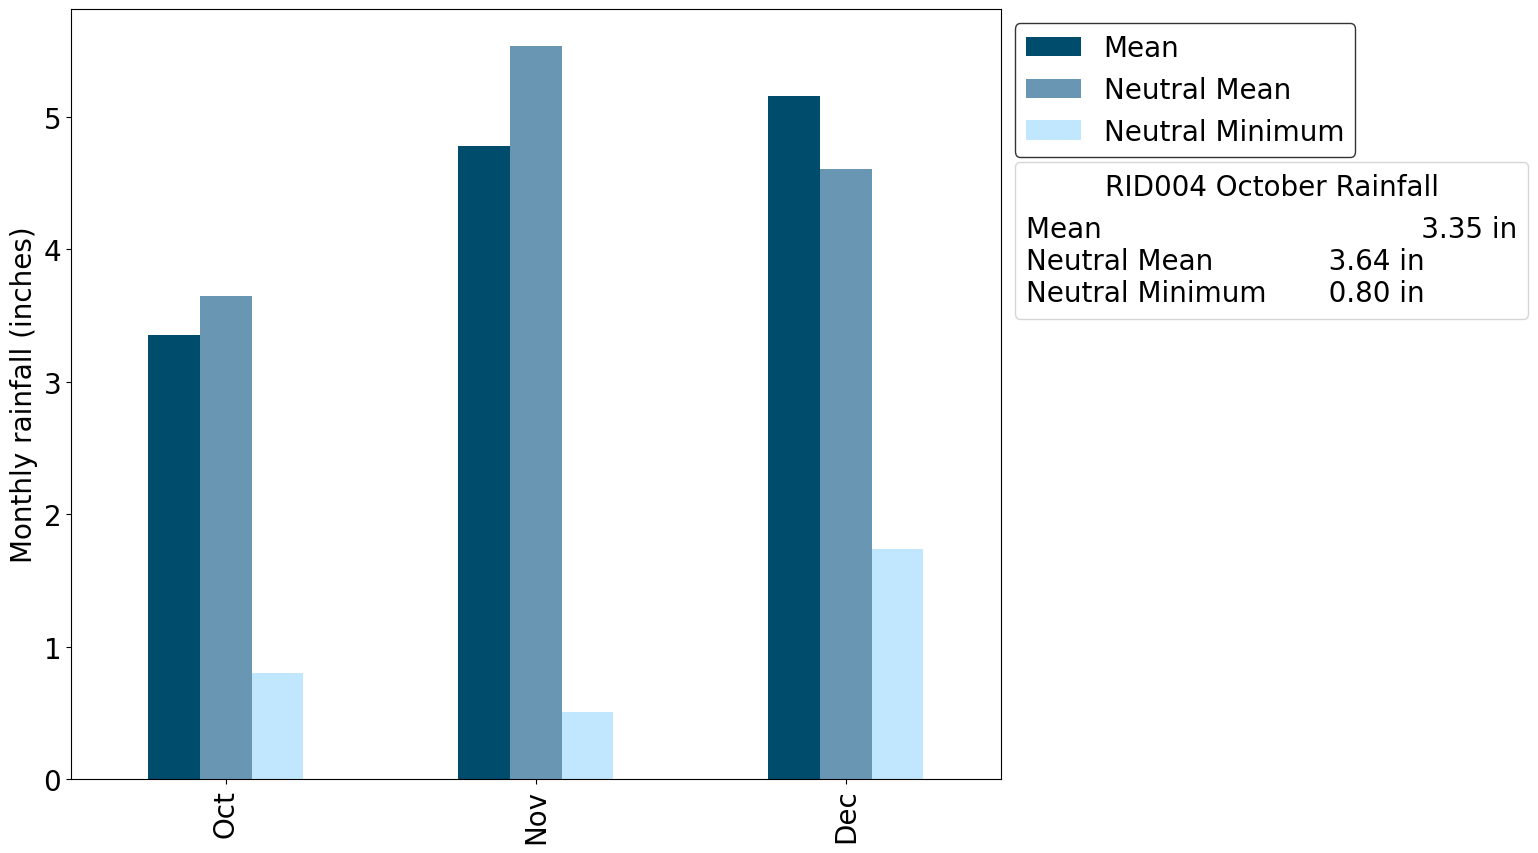 Mean
Neutral Mean
Neutral Minimum
RID004 October Rainfall
Mean 3.35 in
Neutral Mean 3.64 in
Neutral Minimum 0.80 in
Monthly rainfall (inches)
5
4
3
2
1
0
Oct
Nov
Dec